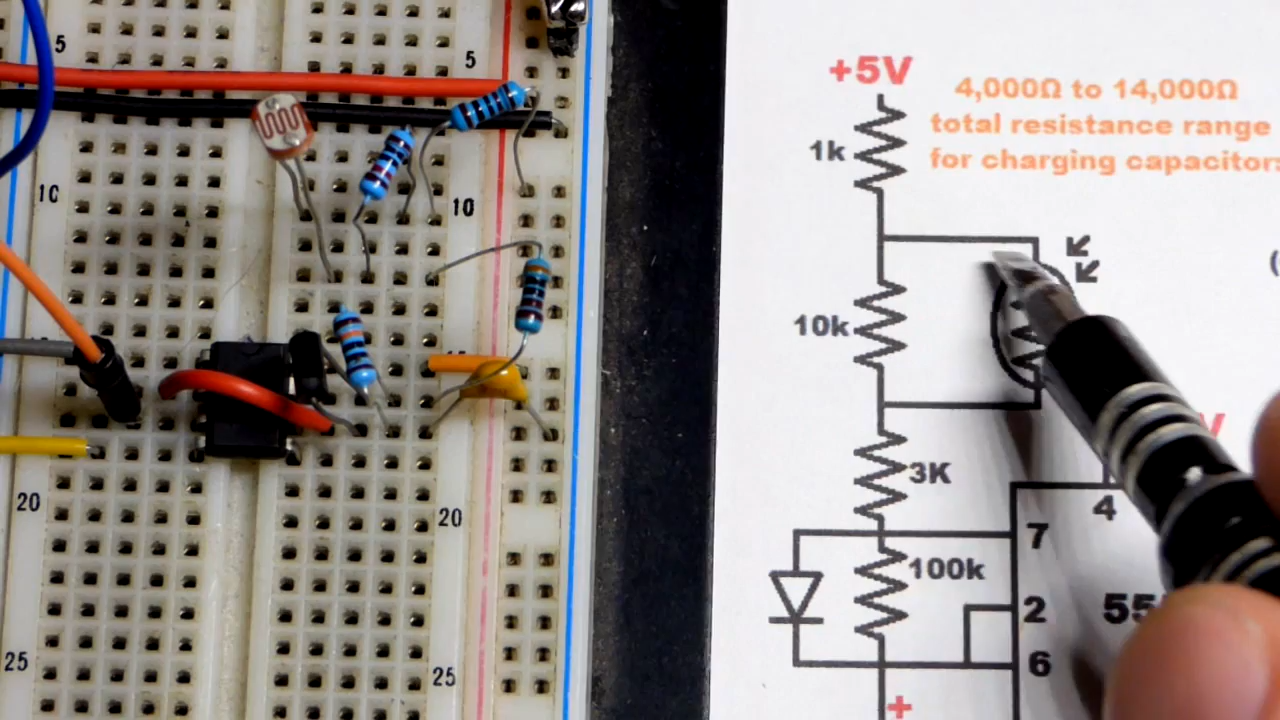 5
5
10
10
20
20
25
25
+5V
4,000Ω to 14,000Ω
total resistance range
for charging capacitor
1k
10k
3K
4
7
100k
2
6
+